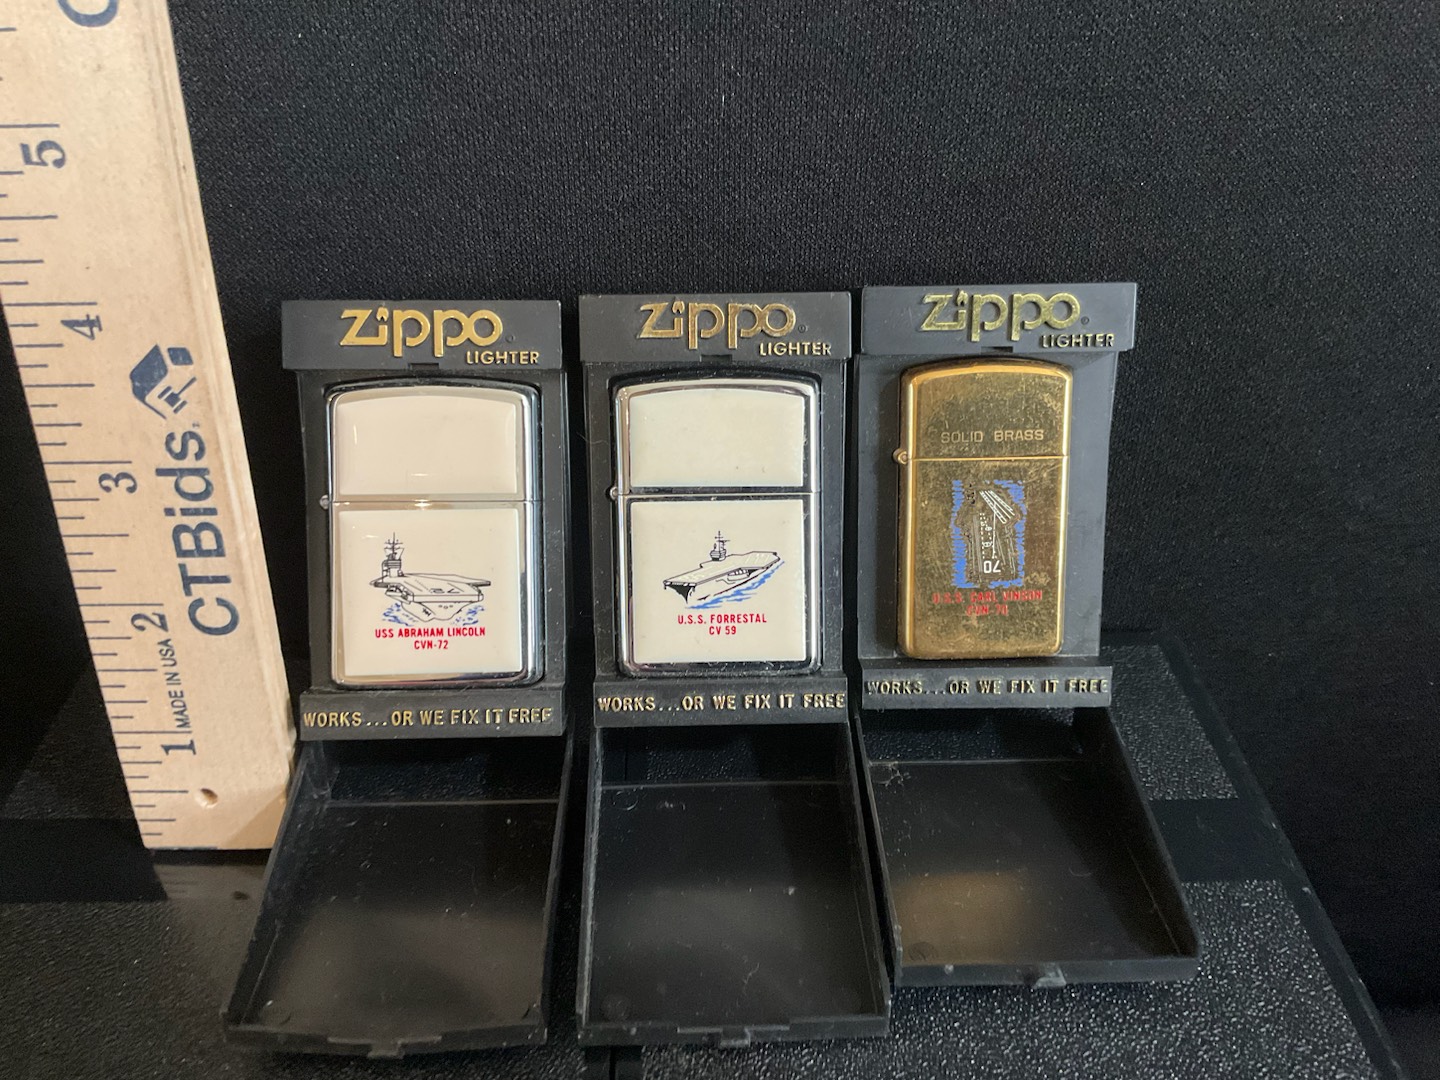 5
4
3
2
1
CTBids
MADE IN USA
Zippo
LIGHTER
USS ABRAHAM LINCOLN
CVN-72
WORKS...OR WE FIX IT FREE
Zippo
LIGHTER
U.S.S. FORRESTAL
CV 59
WORKS...OR WE FIX IT FREE
Zippo
LIGHTER
SOLID BRASS
70
U.S.S. CARL VINSON
CVN-70
WORKS...OR WE FIX IT FREE